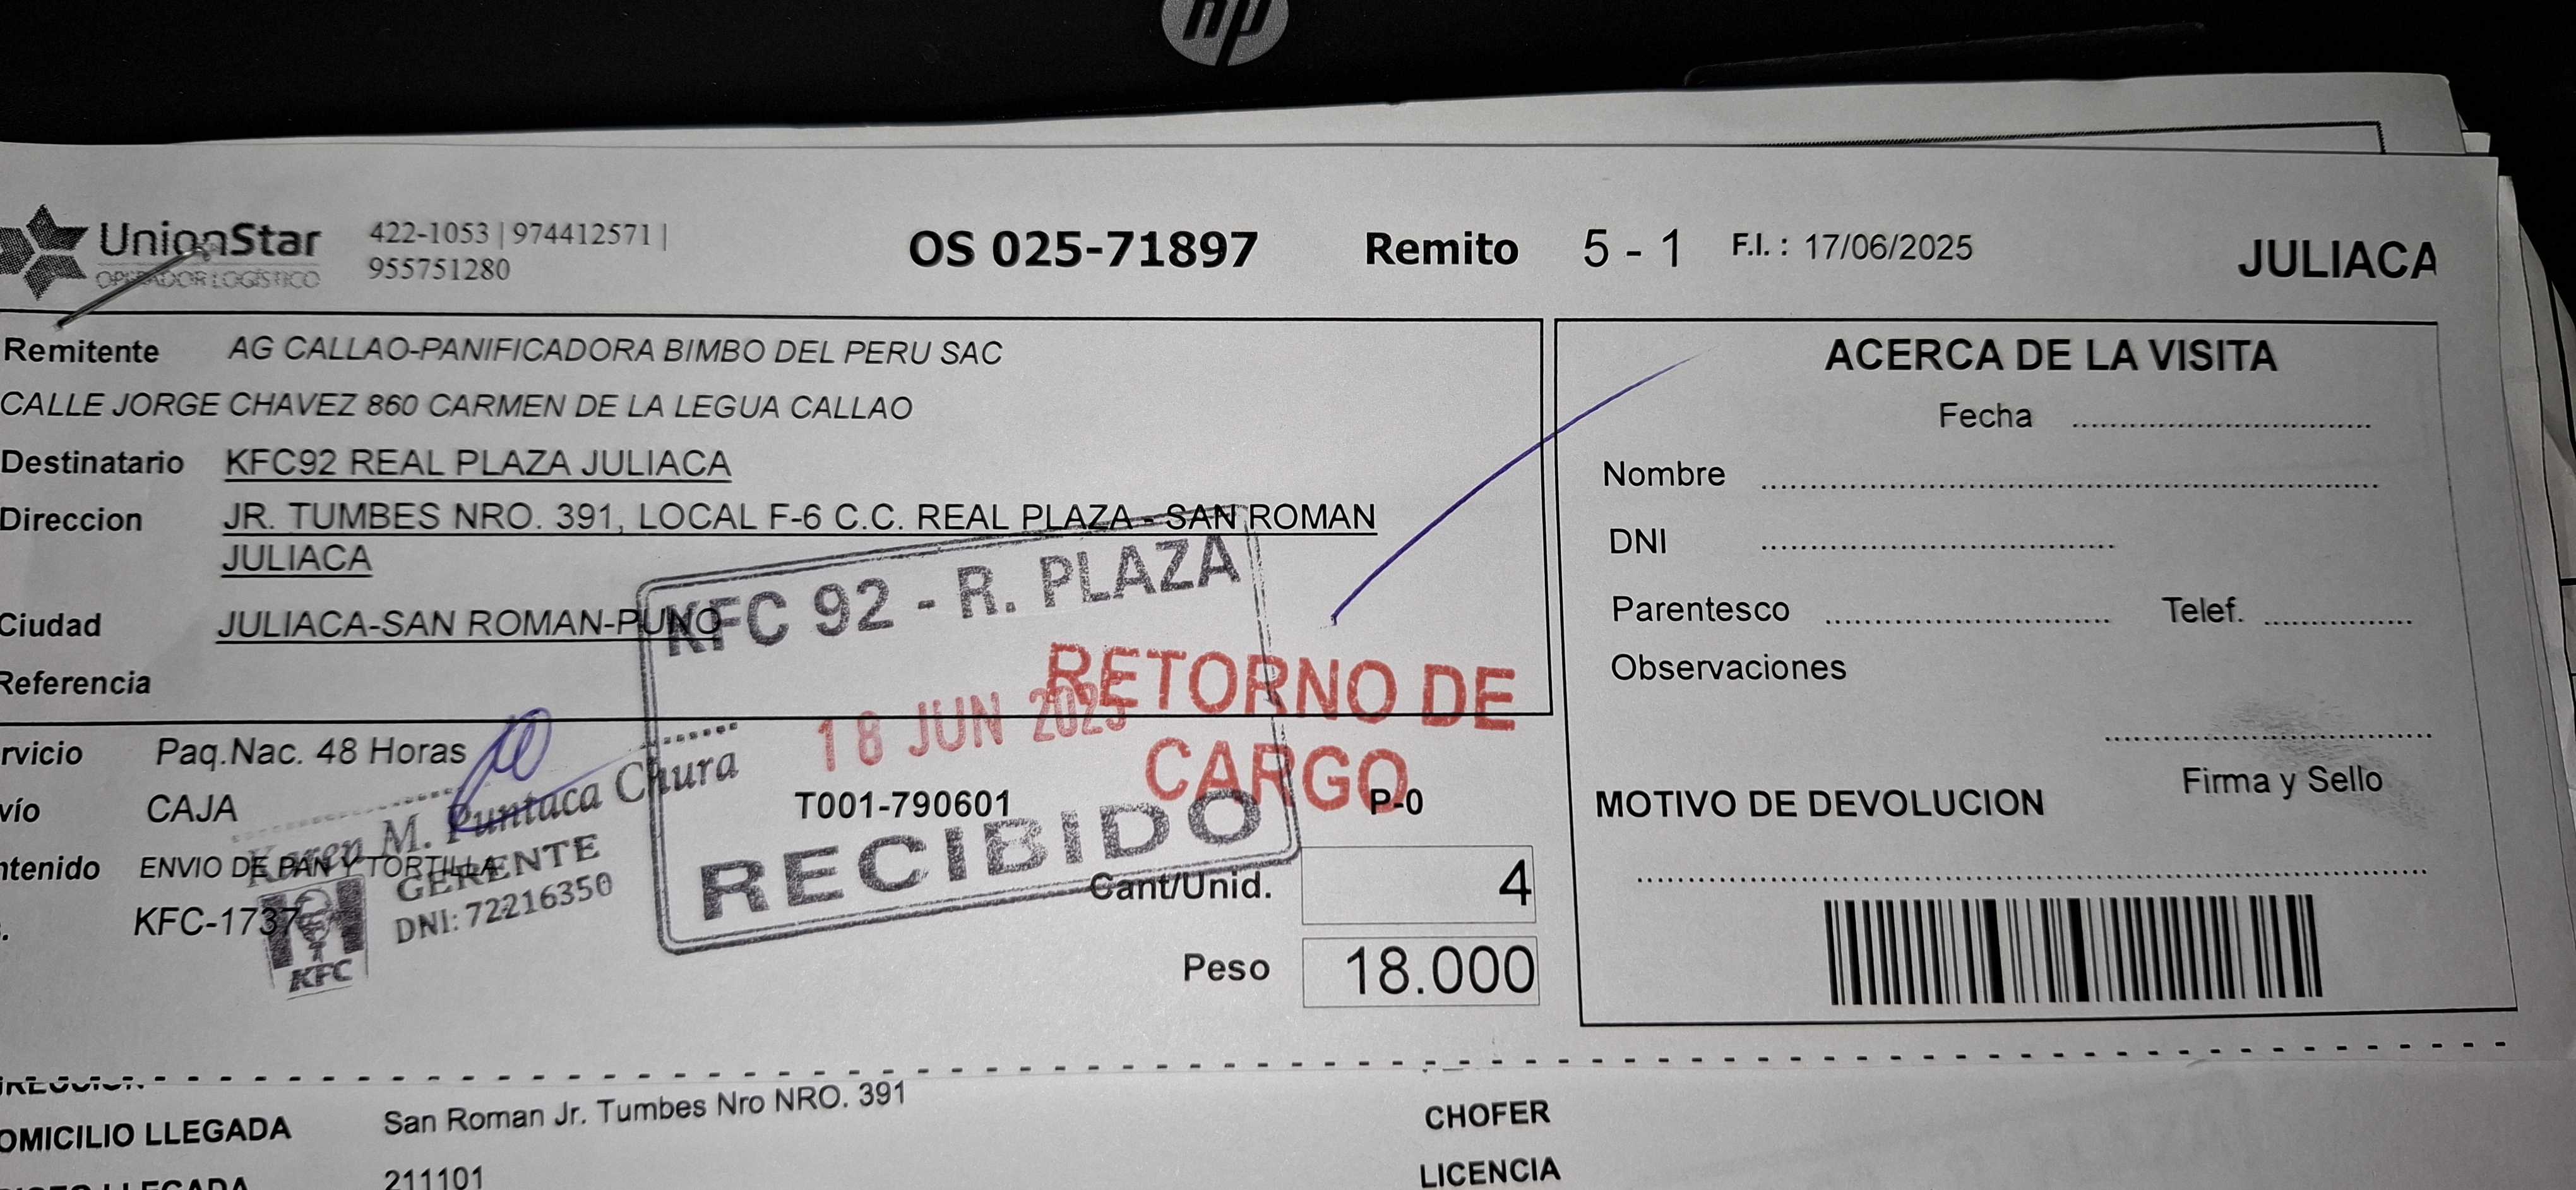 hp
UnionStar
OPERADOR LOGÍSTICO
422-1053 | 974412571 |
955751280
OS 025-71897
Remito 5 - 1 F.I. : 17/06/2025
JULIACA
Remitente AG CALLAO-PANIFICADORA BIMBO DEL PERU SAC
CALLE JORGE CHAVEZ 860 CARMEN DE LA LEGUA CALLAO
Destinatario KFC92 REAL PLAZA JULIACA
Direccion JR. TUMBES NRO. 391, LOCAL F-6 C.C. REAL PLAZA - SAN ROMAN
JULIACA
Ciudad JULIACA-SAN ROMAN-PUNO
Referencia
KFC 92 - R. PLAZA
18 JUN 2025
RECIBIDO
RETORNO DE
CARGO
rvicio Paq.Nac. 48 Horas
vío CAJA
T001-790601 P-0
ntenido ENVIO DE PAN Y TORTILLA
KFC-1737
Karen M. Puntaca Chura
GERENTE
DNI: 72216350
KFC
Cant/Unid. 4
Peso 18.000
ACERCA DE LA VISITA
Fecha
Nombre
DNI
Parentesco Telef.
Observaciones
Firma y Sello
MOTIVO DE DEVOLUCION
OMICILIO LLEGADA San Roman Jr. Tumbes Nro NRO. 391
CHOFER
LLEGADA 211101
LICENCIA